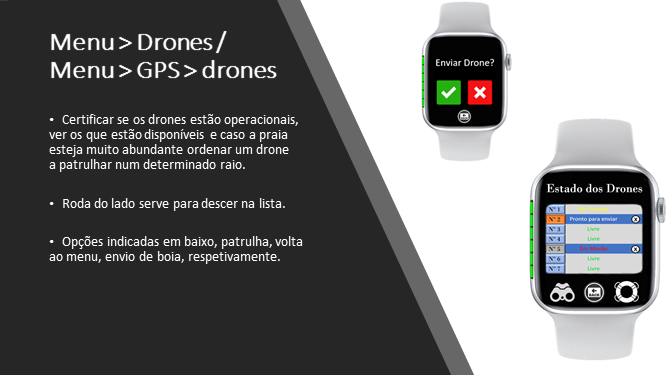 Menu > Drones /
Menu > GPS > drones
• Certificar se os drones estão operacionais,
ver os que estão disponíveis e caso a praia
esteja muito abundante ordenar um drone
a patrulhar num determinado raio.
• Roda do lado serve para descer na lista.
• Opções indicadas em baixo, patrulha, volta
ao menu, envio de boia, respetivamente.
Enviar Drone?
BACK
Estado dos Drones
Nº 1
Nº 2 Pronto para enviar X
Nº 3 Livre
Nº 4 Livre
Nº 5 Em Missão X
Nº 6 Livre
Nº 7 Livre
BACK